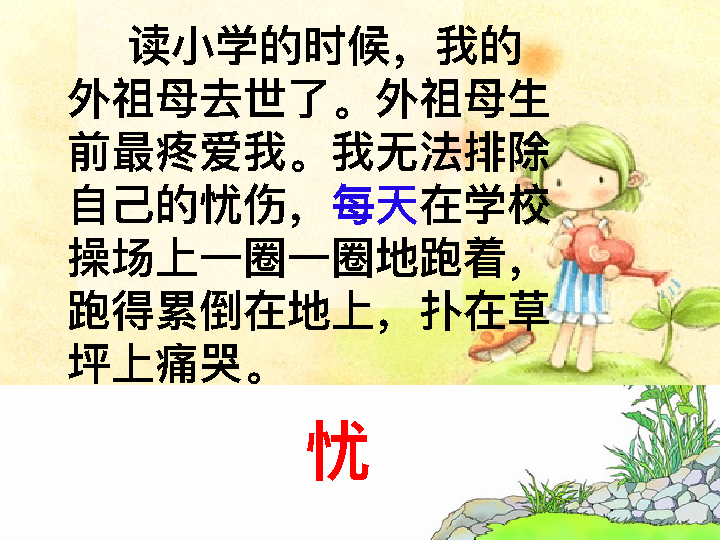 读小学的时候，我的
外祖母去世了。外祖母生
前最疼爱我。我无法排除
自己的忧伤，每天在学校
操场上一圈一圈地跑着，
跑得累倒在地上，扑在草
坪上痛哭。
忧